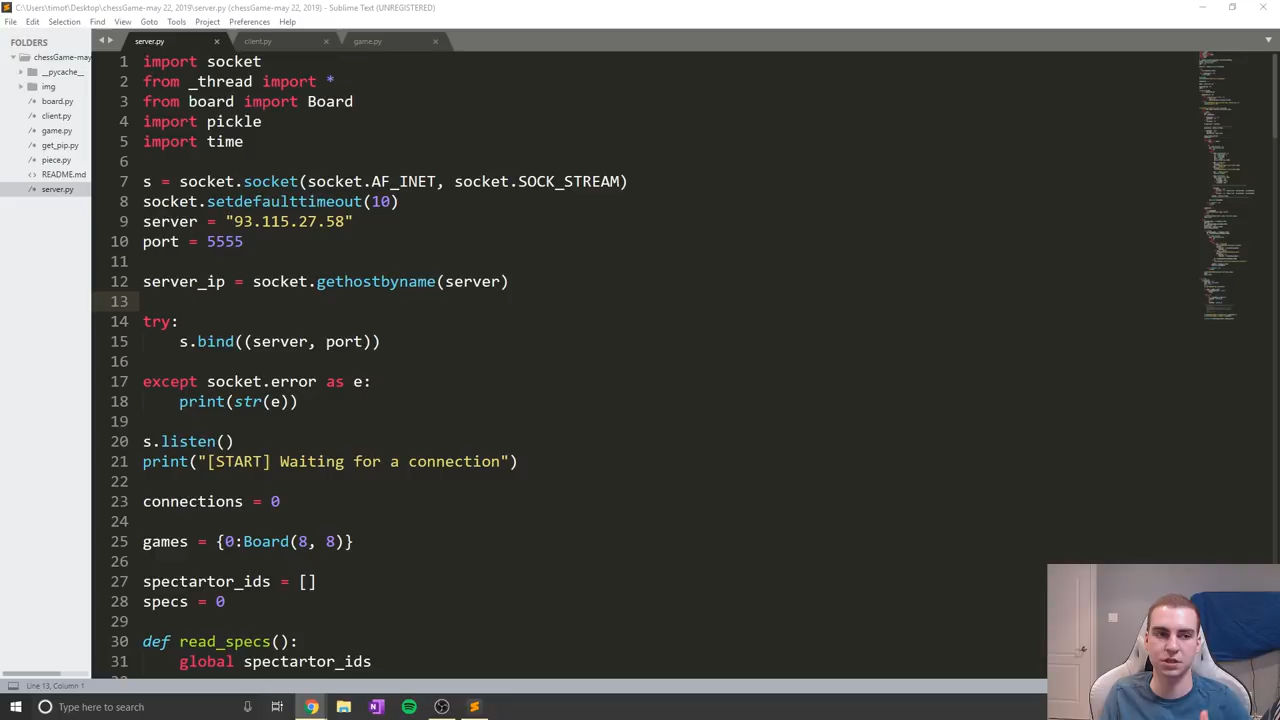 C:\Users\timot\Desktop\chessGame-may 22, 2019\server.py (chessGame-may 22, 2019) - Sublime Text (UNREGISTERED)
File Edit Selection Find View Goto Tools Project Preferences Help
FOLDERS
chessGame-may
__pycache__
img
board.py
client.py
game.py
get_pip.py
piece.py
README.md
server.py
server.py client.py game.py
1 import socket
2 from _thread import *
3 from board import Board
4 import pickle
5 import time
6
7 s = socket.socket(socket.AF_INET, socket.SOCK_STREAM)
8 socket.setdefaulttimeout(10)
9 server = "93.115.27.58"
10 port = 5555
11
12 server_ip = socket.gethostbyname(server)
13
14 try:
15 s.bind((server, port))
16
17 except socket.error as e:
18 print(str(e))
19
20 s.listen()
21 print("[START] Waiting for a connection")
22
23 connections = 0
24
25 games = {0:Board(8, 8)}
26
27 spectartor_ids = []
28 specs = 0
29
30 def read_specs():
31 global spectartor_ids
Line 13, Column 1
Type here to search